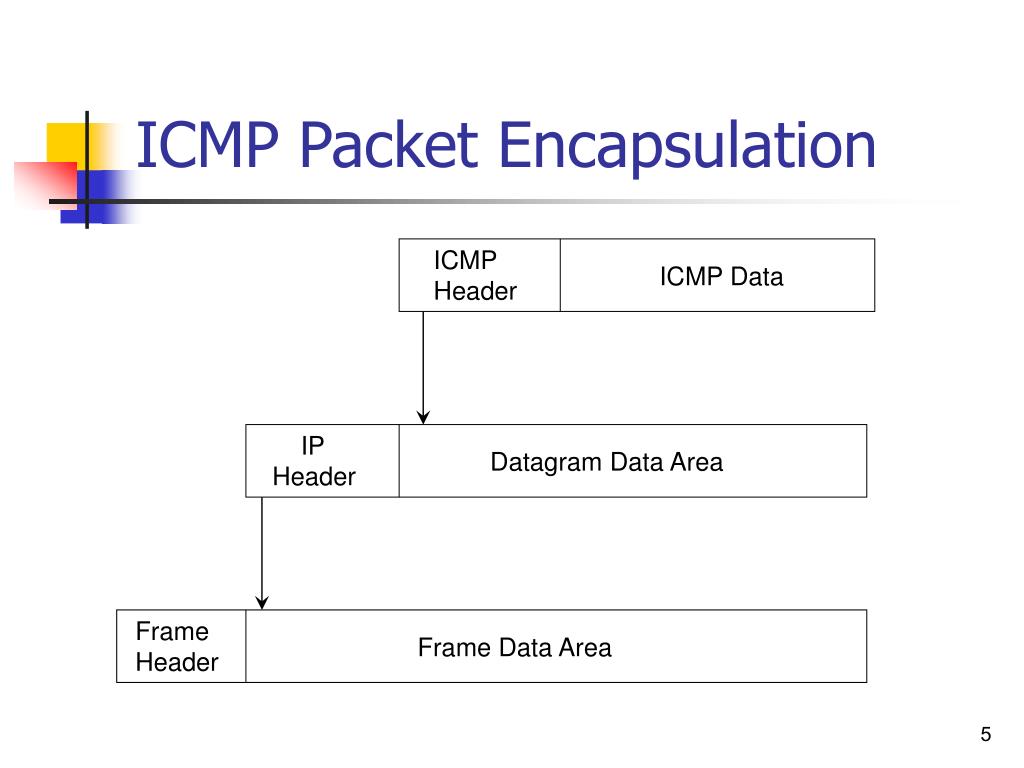 ICMP Packet Encapsulation
ICMP
Header
ICMP Data
IP
Header
Datagram Data Area
Frame
Header
Frame Data Area
5